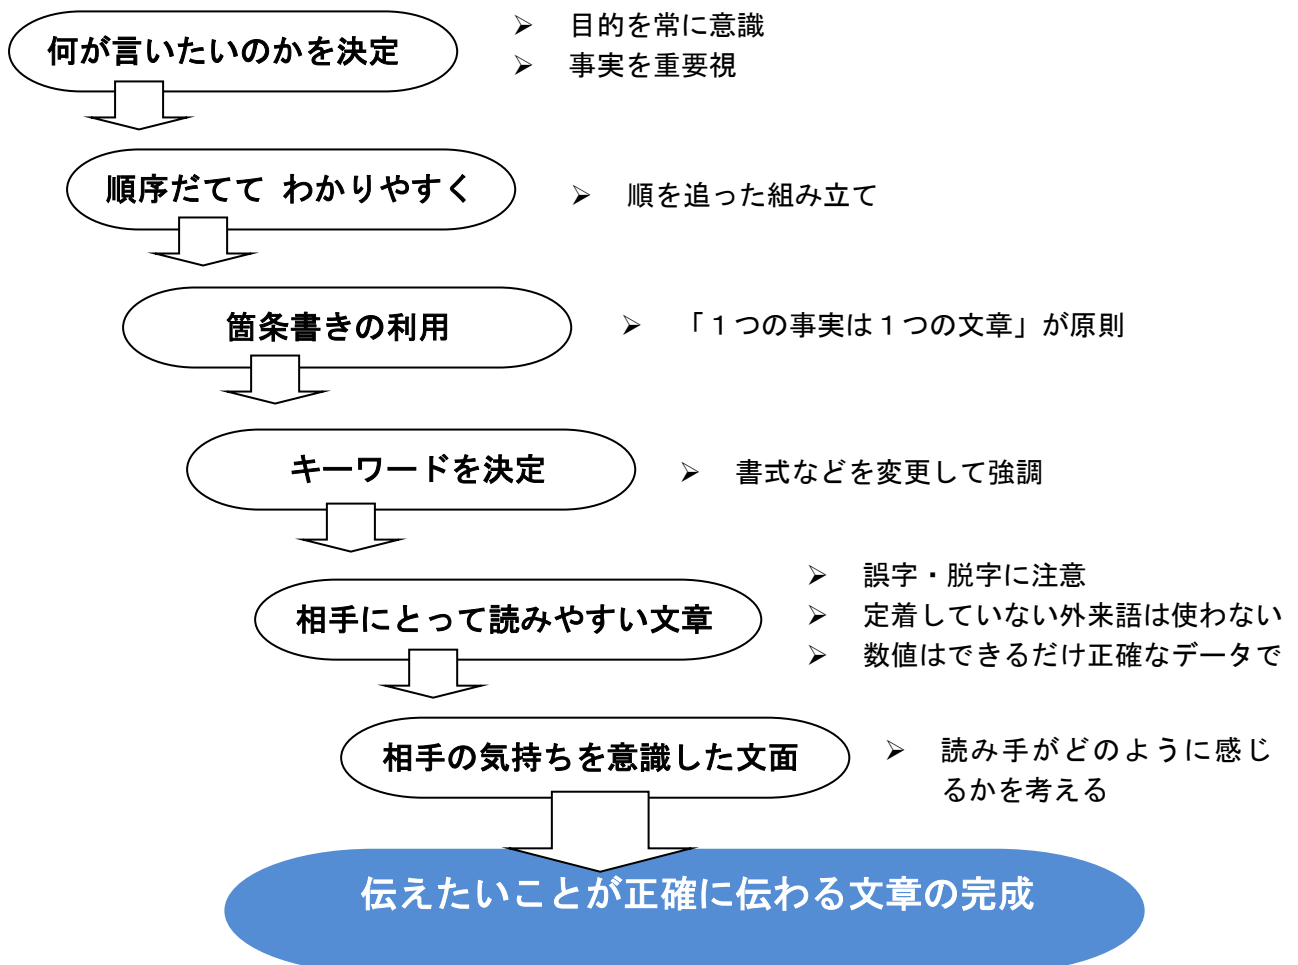 何が言いたいのかを決定
➢ 目的を常に意識
➢ 事実を重要視
順序だてて わかりやすく
➢ 順を追った組み立て
箇条書きの利用
➢ 「１つの事実は１つの文章」が原則
キーワードを決定
➢ 書式などを変更して強調
相手にとって読みやすい文章
➢ 誤字・脱字に注意
➢ 定着していない外来語は使わない
➢ 数値はできるだけ正確なデータで
相手の気持ちを意識した文面
➢ 読み手がどのように感じ
るかを考える
伝えたいことが正確に伝わる文章の完成